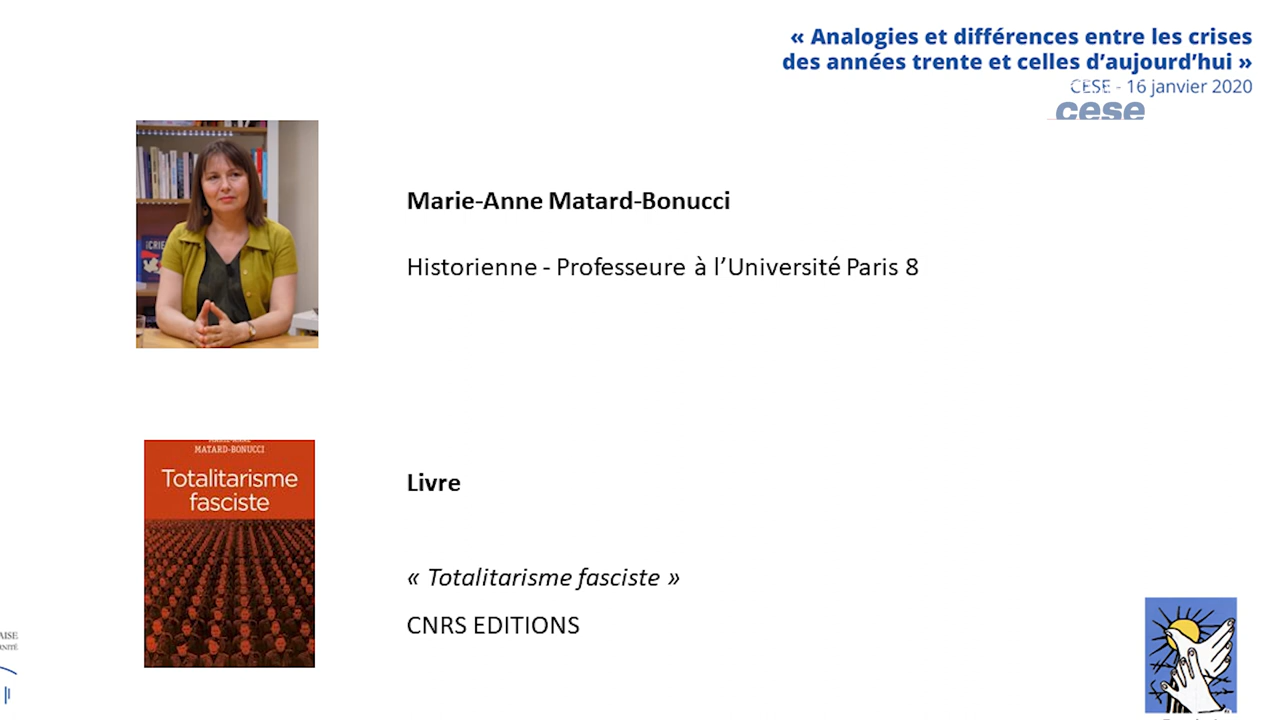 « Analogies et différences entre les crises
des années trente et celles d’aujourd’hui »
CESE - 16 janvier 2020
cese
Marie-Anne Matard-Bonucci
Historienne - Professeure à l’Université Paris 8
MATARD-BONUCCI
Totalitarisme
fasciste
Livre
« Totalitarisme fasciste »
CNRS EDITIONS